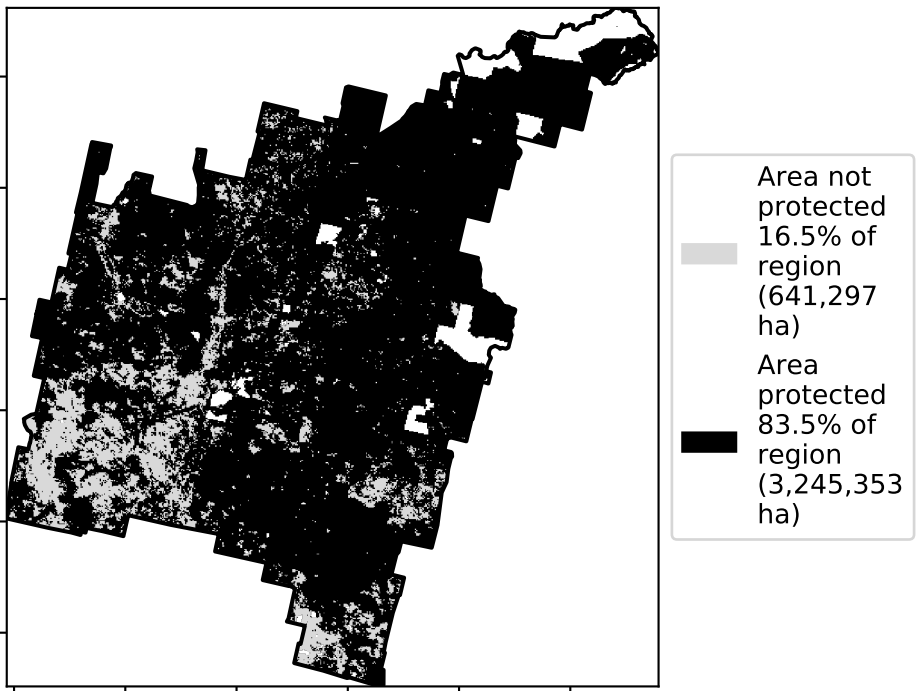 Area not
protected
16.5% of
region
(641,297
ha)
Area
protected
83.5% of
region
(3,245,353
ha)